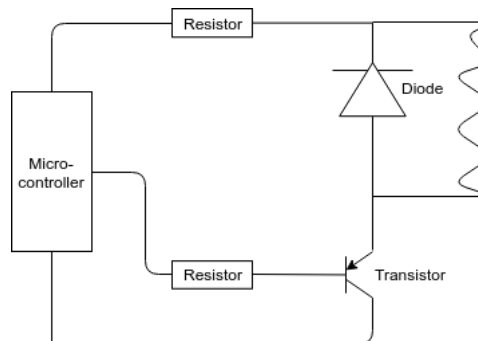 Resistor
Diode
Micro-
controller
Resistor
Transistor